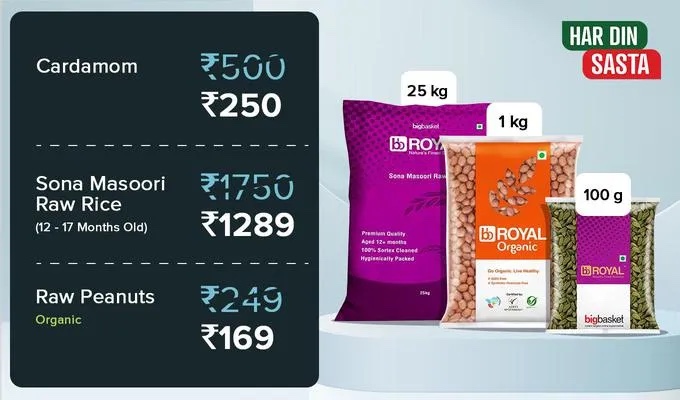 Cardamom
₹500
₹250
Sona Masoori
Raw Rice
(12 - 17 Months Old)
₹1750
₹1289
Raw Peanuts
Organic
₹249
₹169
HAR DIN
SASTA
25 kg
1 kg
100 g
bigbasket
bb ROYAL
Sona Masoori Raw
Premium Quality
Aged 12+ months
100% Sortex Cleaned
Hygienically Packed
25kg
bb ROYAL
Organic
Go Organic. Live Healthy
bb ROYAL
bigbasket